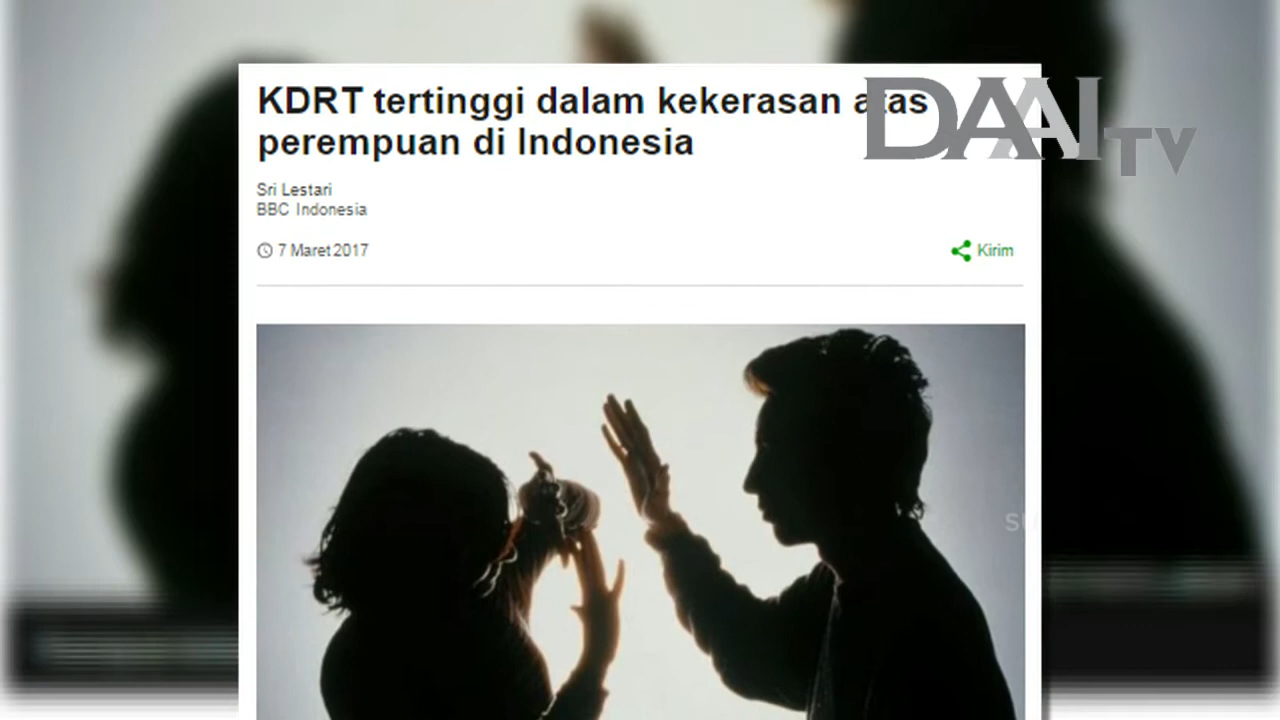 KDRT tertinggi dalam kekerasan atas
perempuan di Indonesia
DAAI TV
Sri Lestari
BBC Indonesia
7 Maret 2017
Kirim